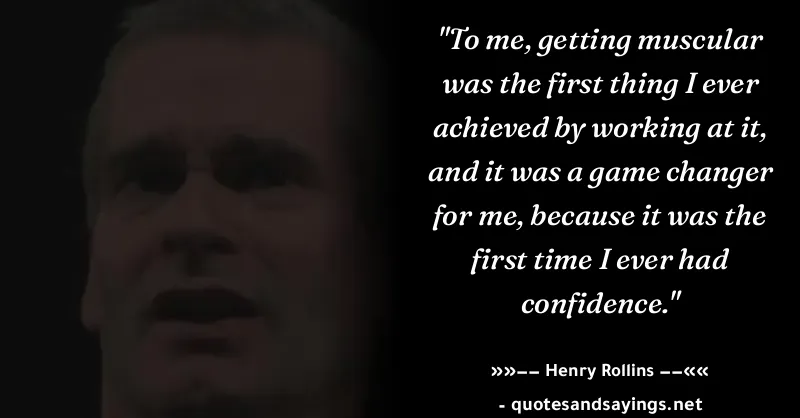 "To me, getting muscular
was the first thing I ever
achieved by working at it,
and it was a game changer
for me, because it was the
first time I ever had
confidence."
»»−− Henry Rollins −−««
- quotesandsayings.net